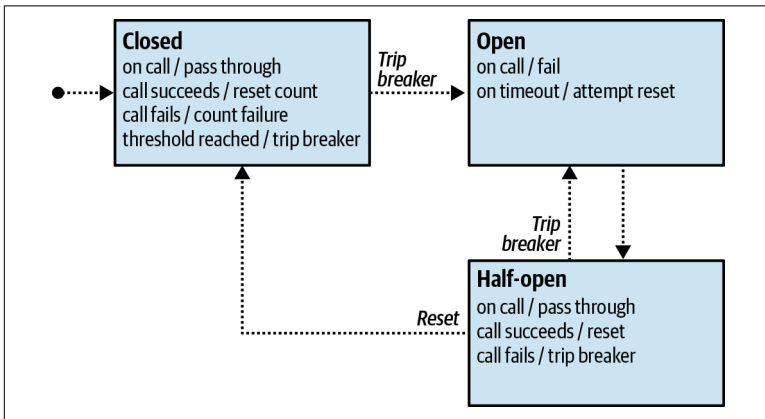 Closed
on call / pass through
call succeeds / reset count
call fails / count failure
threshold reached / trip breaker
Trip
breaker
Open
on call / fail
on timeout / attempt reset
Trip
breaker
Half-open
on call / pass through
call succeeds / reset
call fails / trip breaker
Reset